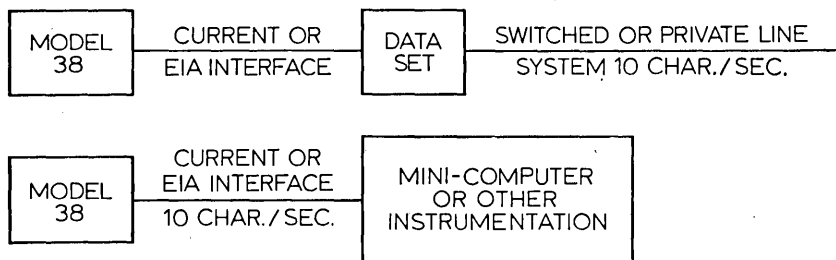 MODEL
38
CURRENT OR
EIA INTERFACE
DATA
SET
SWITCHED OR PRIVATE LINE
SYSTEM 10 CHAR./SEC.
MODEL
38
CURRENT OR
EIA INTERFACE
10 CHAR./SEC.
MINI-COMPUTER
OR OTHER
INSTRUMENTATION